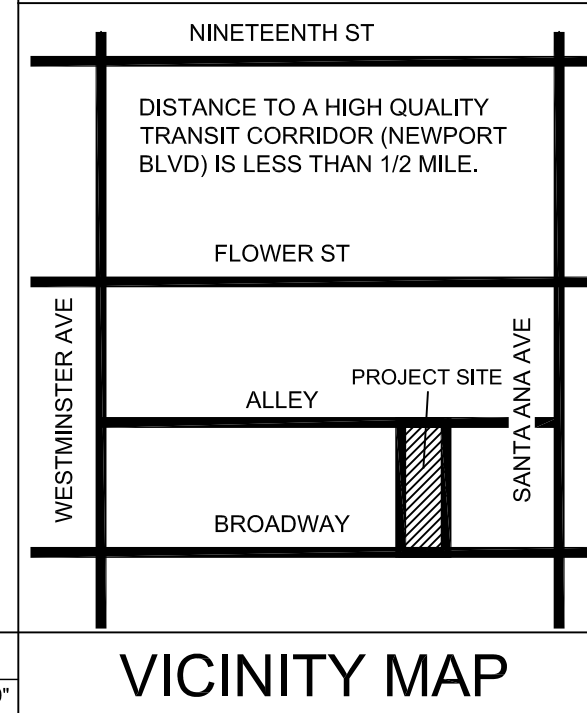 NINETEENTH ST
DISTANCE TO A HIGH QUALITY
TRANSIT CORRIDOR (NEWPORT
BLVD) IS LESS THAN 1/2 MILE.
FLOWER ST
WESTMINSTER AVE
SANTA ANA AVE
PROJECT SITE
ALLEY
BROADWAY
VICINITY MAP